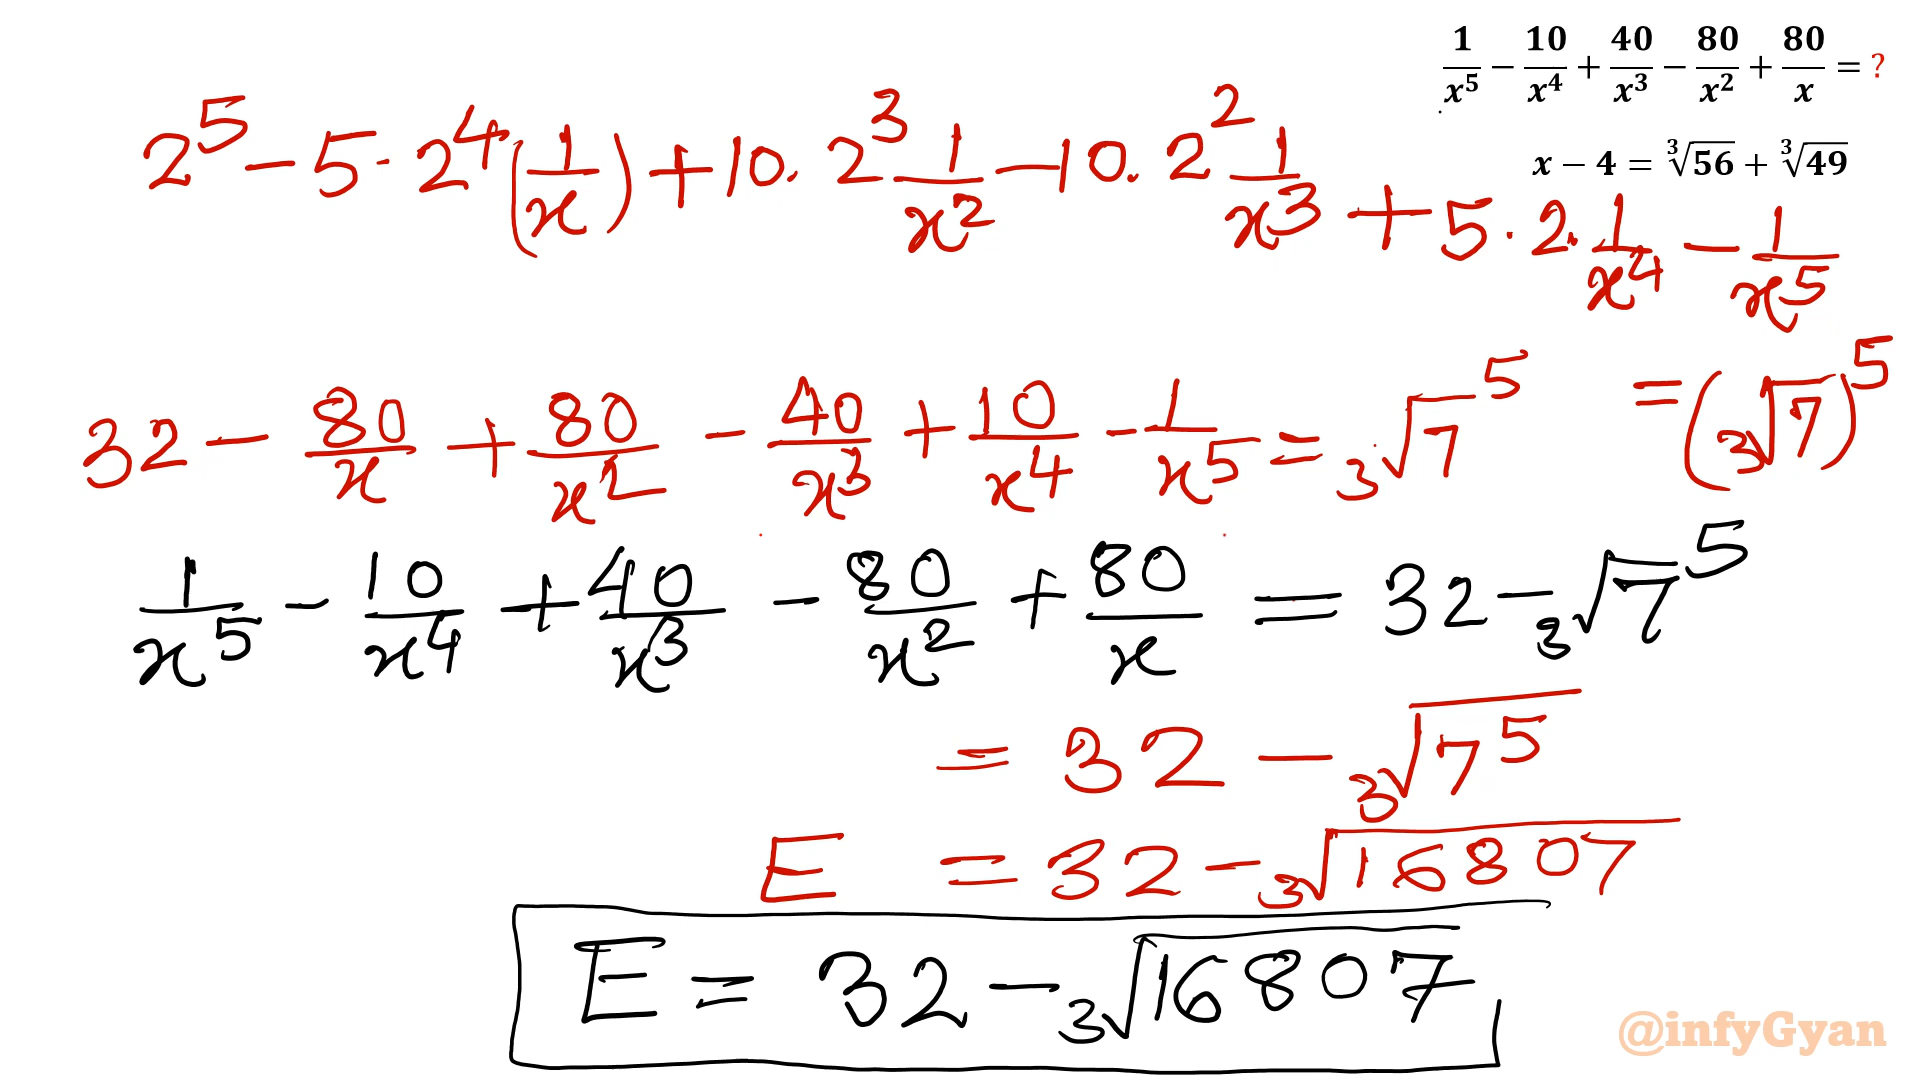 1/x⁵ − 10/x⁴ + 40/x³ − 80/x² + 80/x = ?
x − 4 = ∛56 + ∛49
2⁵ − 5 · 2⁴(1/x) + 10 · 2³ 1/x² − 10 · 2² 1/x³ + 5 · 2 · 1/x⁴ − 1/x⁵
= (∛7)⁵
32 − 80/x + 80/x² − 40/x³ + 10/x⁴ − 1/x⁵ = ∛7⁵
1/x⁵ − 10/x⁴ + 40/x³ − 80/x² + 80/x = 32 − ∛7⁵
= 32 − ∛7⁵
E = 32 − ∛16807
E = 32 − ∛16807
@infyGyan